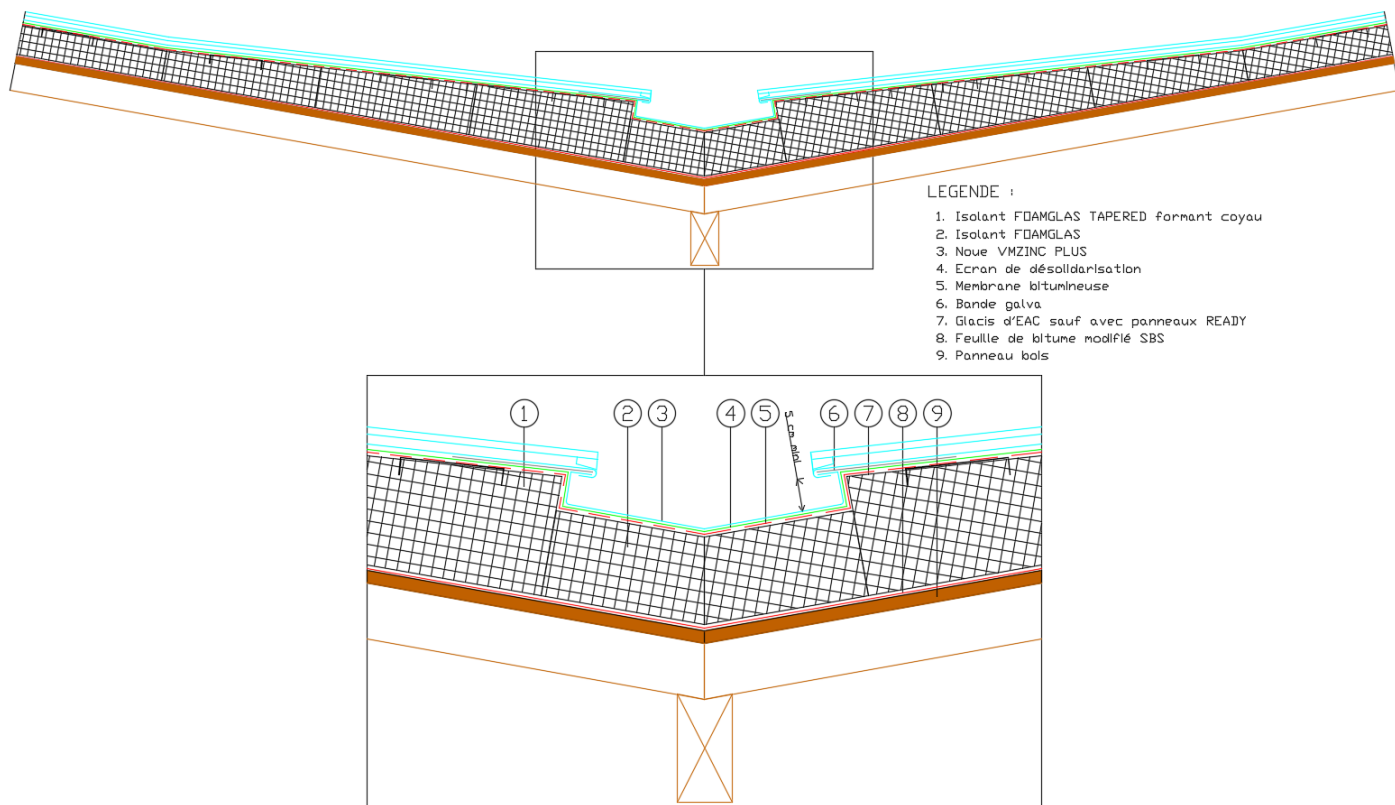 LEGENDE :
1. Isolant FOAMGLAS TAPERED formant coyau
2. Isolant FOAMGLAS
3. Noue VMZINC PLUS
4. Ecran de désolidarisation
5. Membrane bitumineuse
6. Bande galva
7. Glacis d'EAC sauf avec panneaux READY
8. Feuille de bitume modifié SBS
9. Panneau bois
1 2 3 4 5 6 7 8 9
5 cm mini